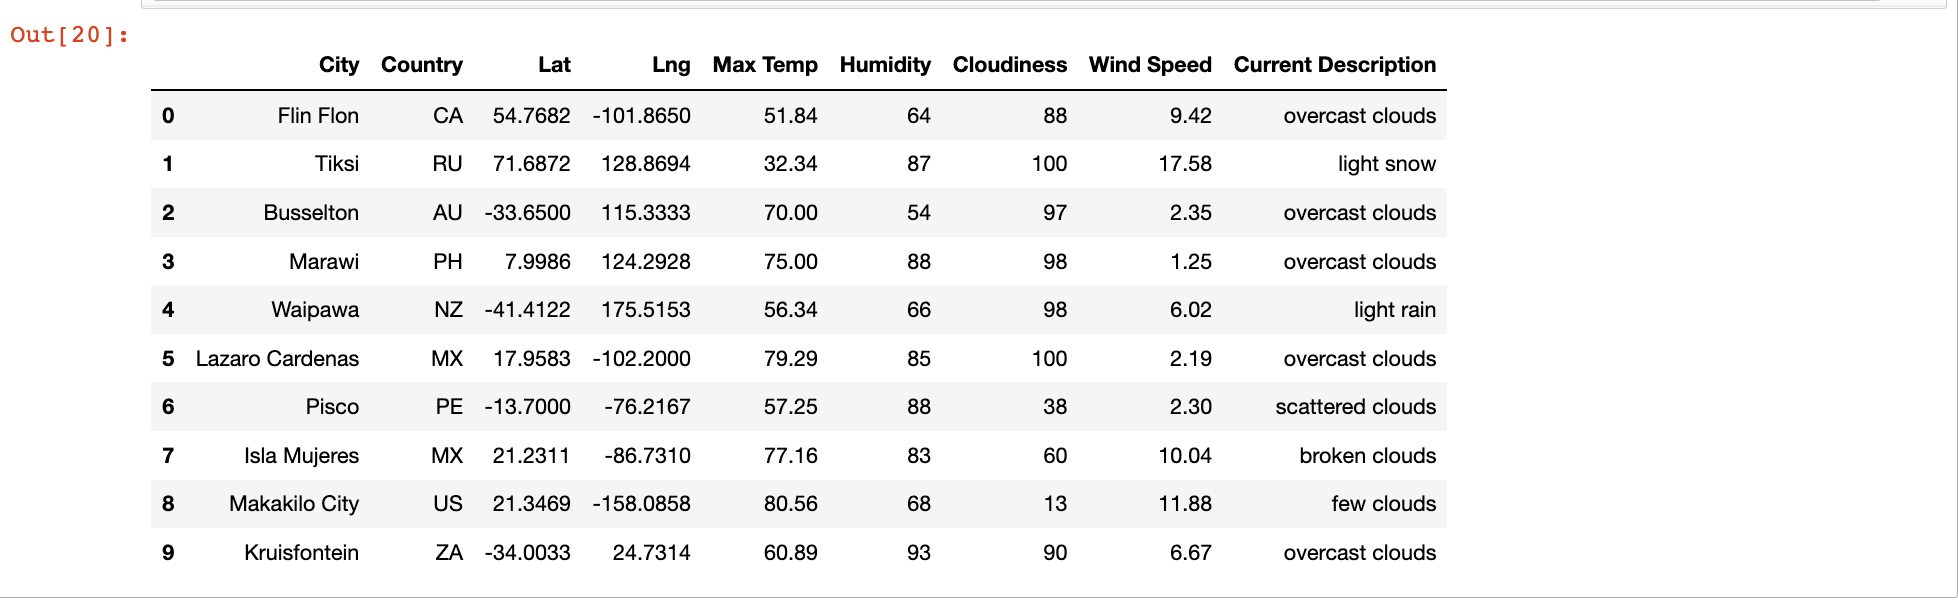 Out[20]:
City Country Lat Lng Max Temp Humidity Cloudiness Wind Speed Current Description
0 Flin Flon CA 54.7682 -101.8650 51.84 64 88 9.42 overcast clouds
1 Tiksi RU 71.6872 128.8694 32.34 87 100 17.58 light snow
2 Busselton AU -33.6500 115.3333 70.00 54 97 2.35 overcast clouds
3 Marawi PH 7.9986 124.2928 75.00 88 98 1.25 overcast clouds
4 Waipawa NZ -41.4122 175.5153 56.34 66 98 6.02 light rain
5 Lazaro Cardenas MX 17.9583 -102.2000 79.29 85 100 2.19 overcast clouds
6 Pisco PE -13.7000 -76.2167 57.25 88 38 2.30 scattered clouds
7 Isla Mujeres MX 21.2311 -86.7310 77.16 83 60 10.04 broken clouds
8 Makakilo City US 21.3469 -158.0858 80.56 68 13 11.88 few clouds
9 Kruisfontein ZA -34.0033 24.7314 60.89 93 90 6.67 overcast clouds